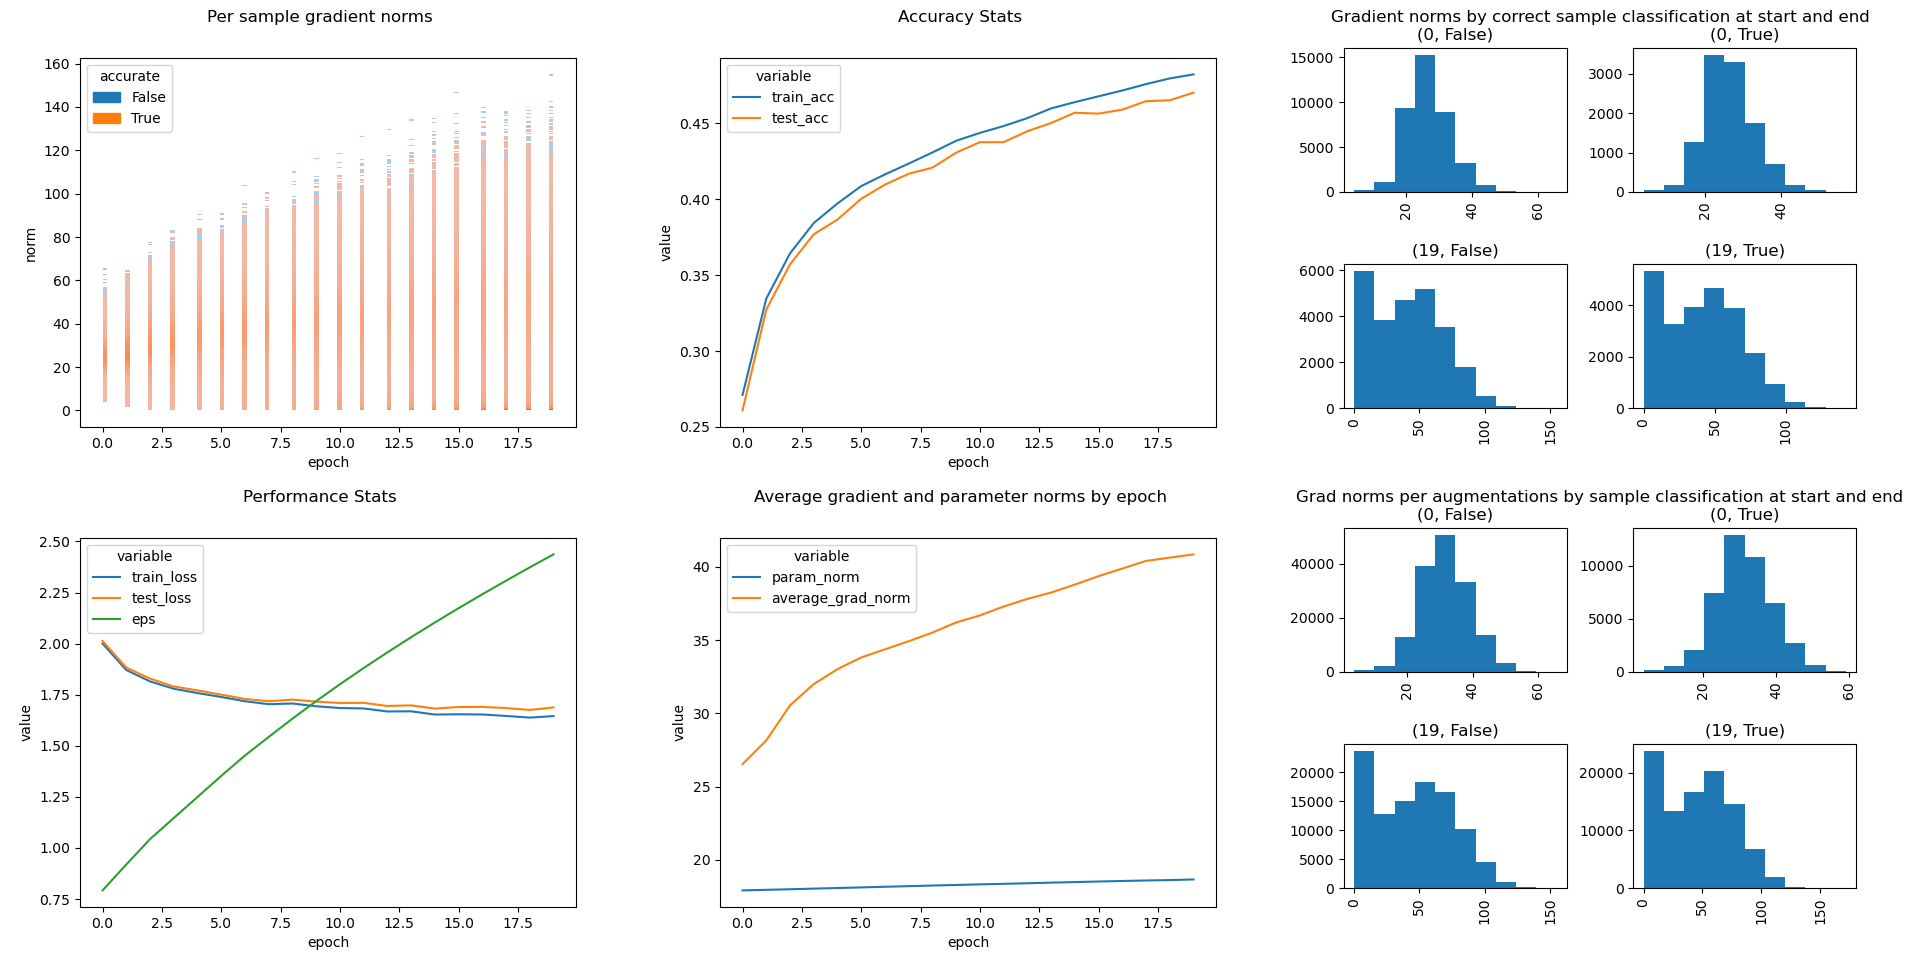 Per sample gradient norms
accurate
False
True
160
140
120
100
80
60
40
20
0
norm
0.0 2.5 5.0 7.5 10.0 12.5 15.0 17.5
epoch
Accuracy Stats
variable
train_acc
test_acc
0.45
0.40
0.35
0.30
0.25
value
0.0 2.5 5.0 7.5 10.0 12.5 15.0 17.5
epoch
Gradient norms by correct sample classification at start and end
(0, False)
15000
10000
5000
0
20 40 60
(0, True)
3000
2000
1000
0
20 40
(19, False)
6000
4000
2000
0
0 50 100 150
(19, True)
4000
2000
0
0 50 100
Performance Stats
variable
train_loss
test_loss
eps
2.50
2.25
2.00
1.75
1.50
1.25
1.00
0.75
value
0.0 2.5 5.0 7.5 10.0 12.5 15.0 17.5
epoch
Average gradient and parameter norms by epoch
variable
param_norm
average_grad_norm
40
35
30
25
20
value
0.0 2.5 5.0 7.5 10.0 12.5 15.0 17.5
epoch
Grad norms per augmentations by sample classification at start and end
(0, False)
40000
20000
0
20 40 60
(0, True)
10000
5000
0
20 40 60
(19, False)
20000
15000
10000
5000
0
0 50 100 150
(19, True)
20000
10000
0
0 50 100 150